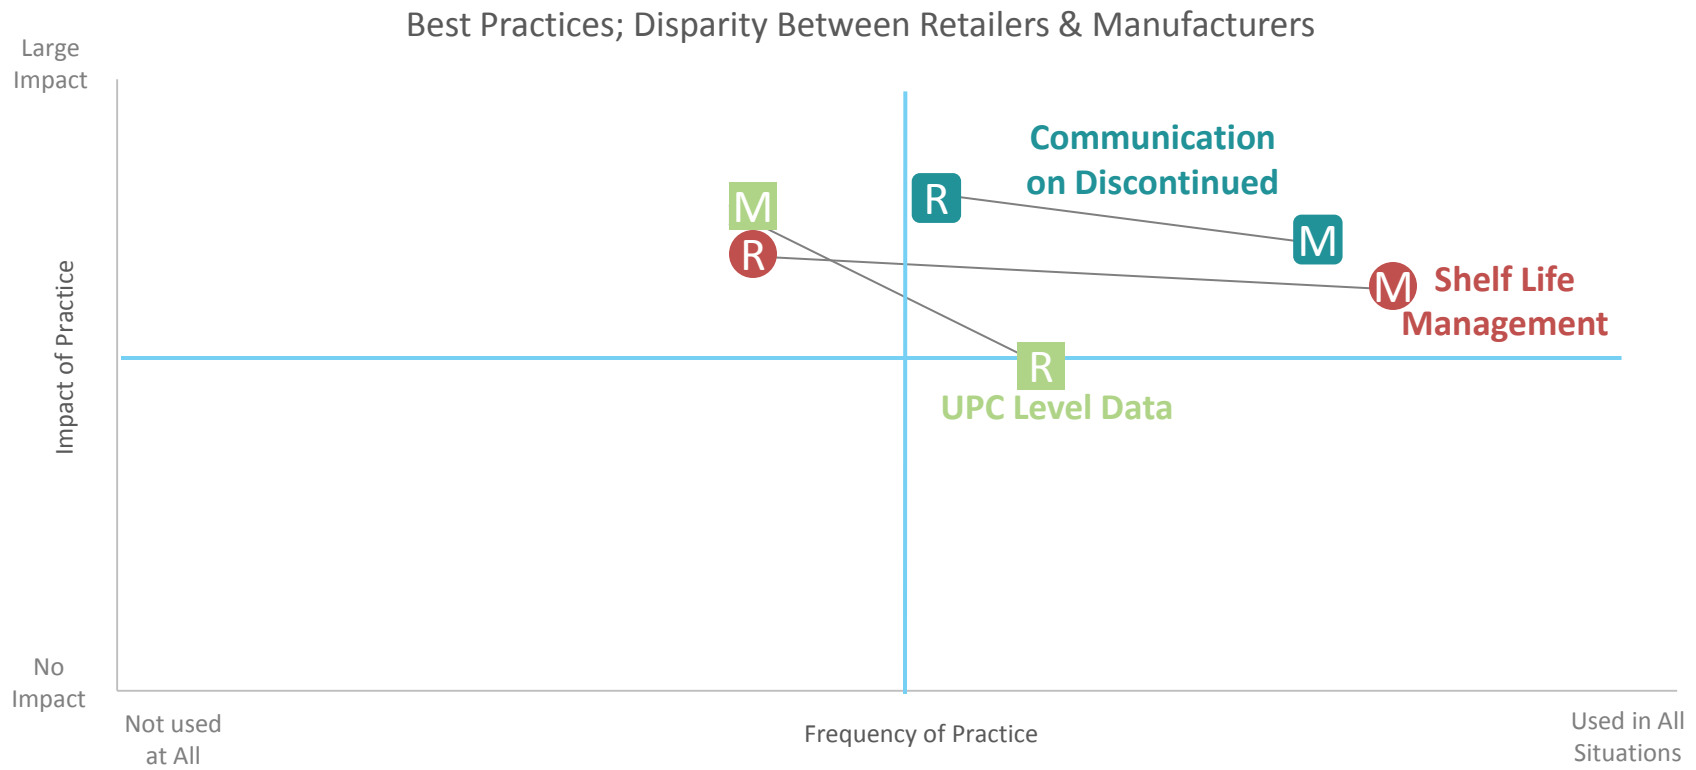 Best Practices; Disparity Between Retailers & Manufacturers
Large
Impact
Communication
on Discontinued
M
R
R
M
R
M
Shelf Life
Management
Impact of Practice
R
UPC Level Data
No
Impact
Not used
at All
Frequency of Practice
Used in All
Situations